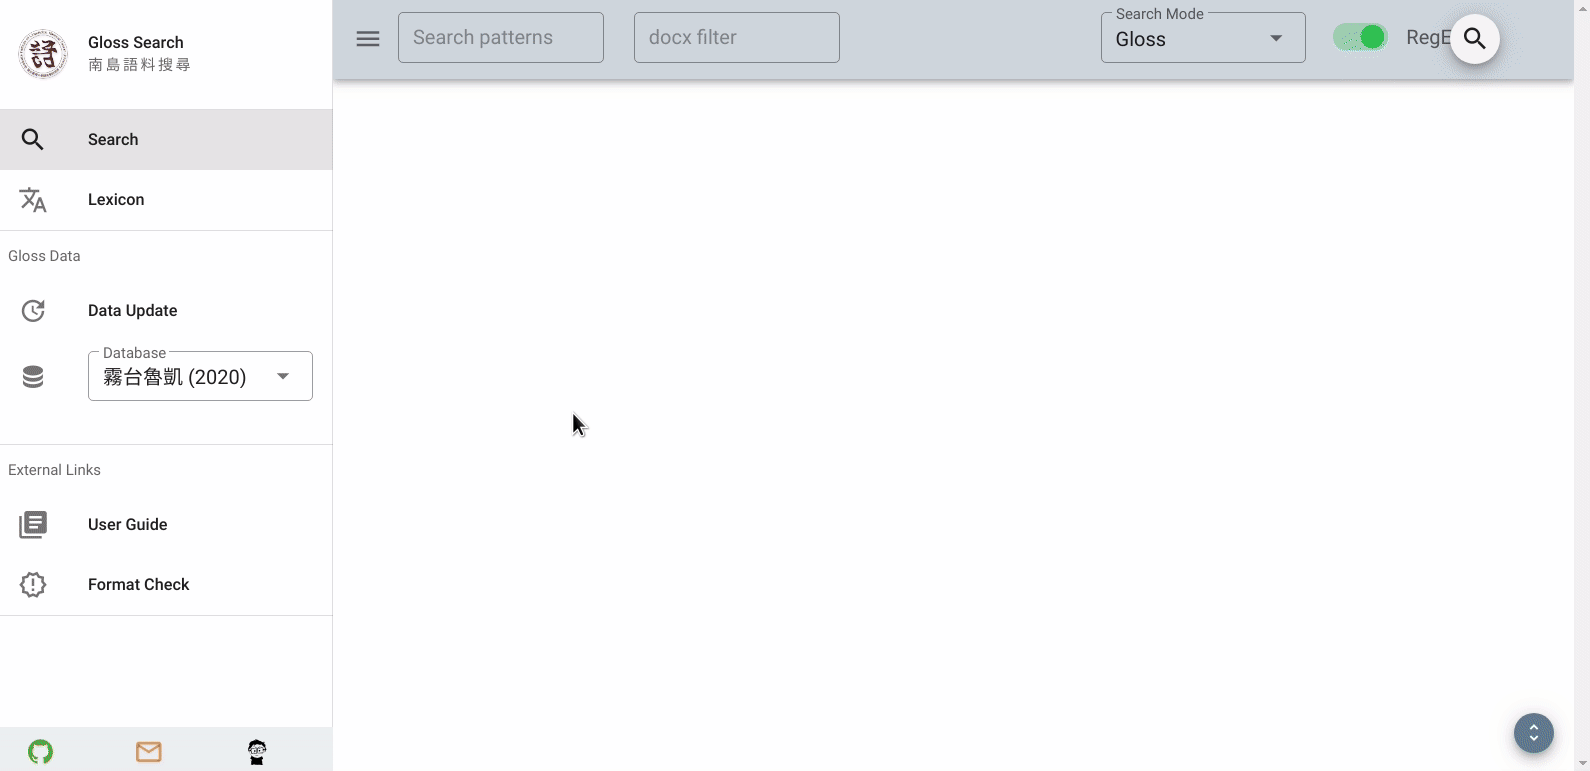 Gloss Search
南島語料搜尋
Search
Lexicon
Gloss Data
Data Update
Database
霧台魯凱 (2020)
External Links
User Guide
Format Check
Search patterns
docx filter
Search Mode
Gloss
RegE